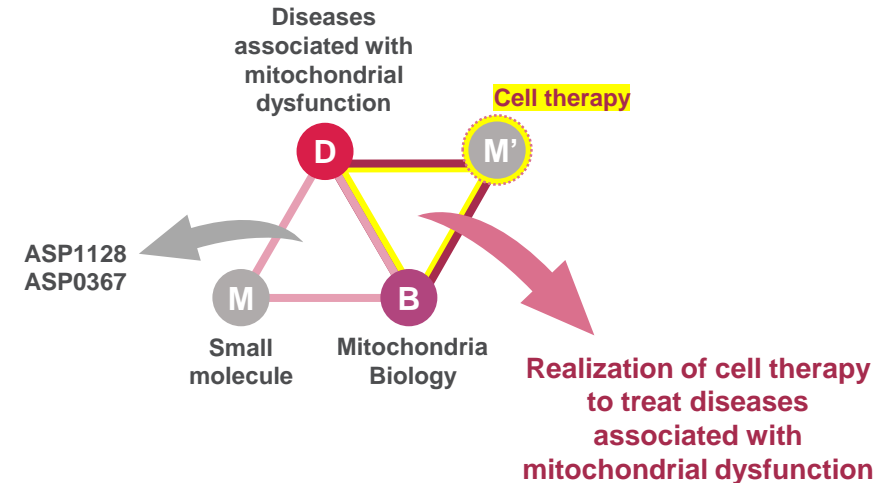 Diseases
associated with
mitochondrial
dysfunction
Cell therapy
D
M’
ASP1128
ASP0367
M
B
Small
molecule
Mitochondria
Biology
Realization of cell therapy
to treat diseases
associated with
mitochondrial dysfunction